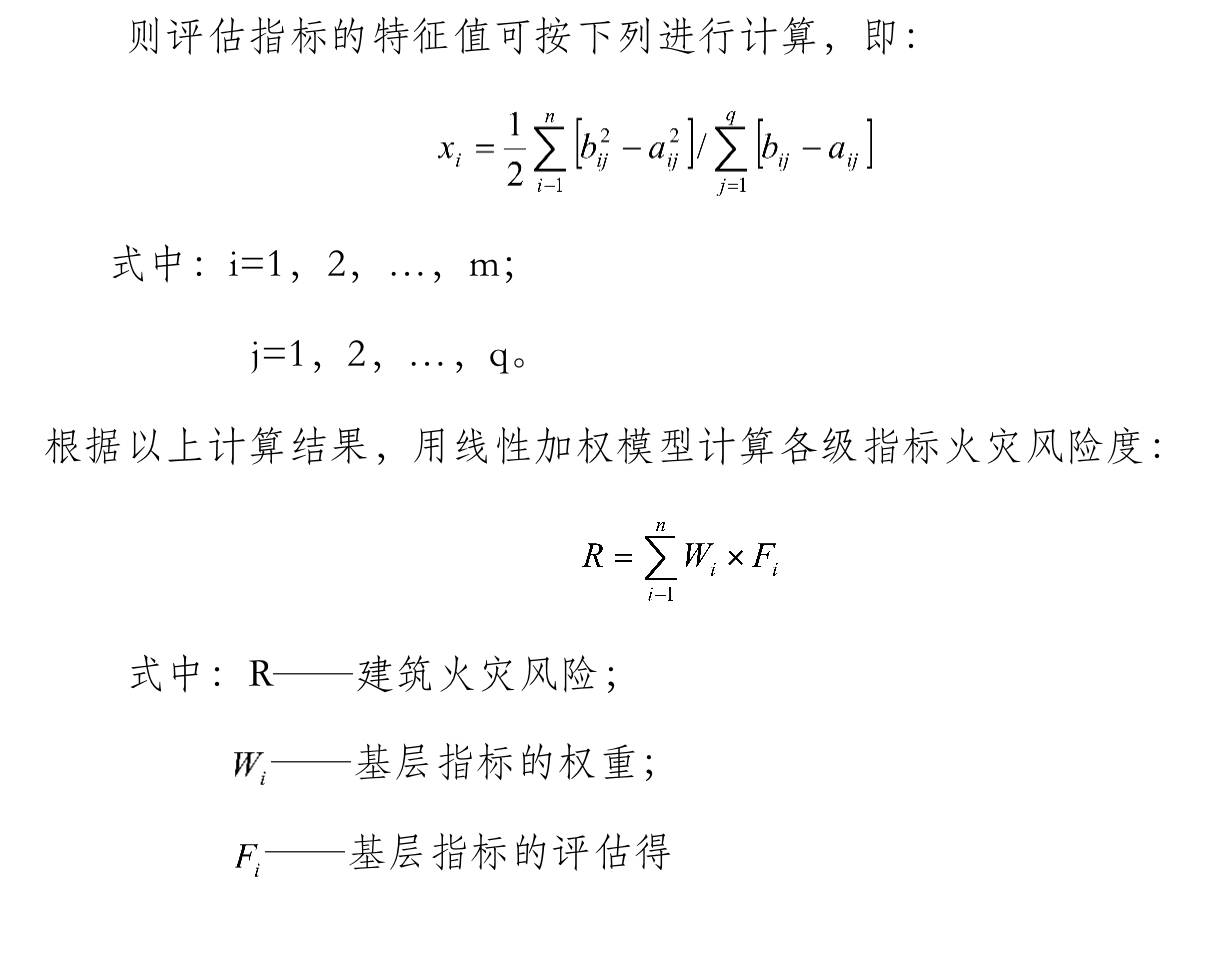 则评估指标的特征值可按下列进行计算，即：
$x_i = \frac{1}{2} \sum_{i-1}^{n} \left[ b_{ij}^2 - a_{ij}^2 \right] / \sum_{j=1}^{q} \left[ b_{ij} - a_{ij} \right]$
式中：i=1，2，…，m；
j=1，2，…，q。
根据以上计算结果，用线性加权模型计算各级指标火灾风险度：
$R = \sum_{i-1}^{n} W_i \times F_i$
式中：R——建筑火灾风险；
$W_i$——基层指标的权重；
$F_i$——基层指标的评估得